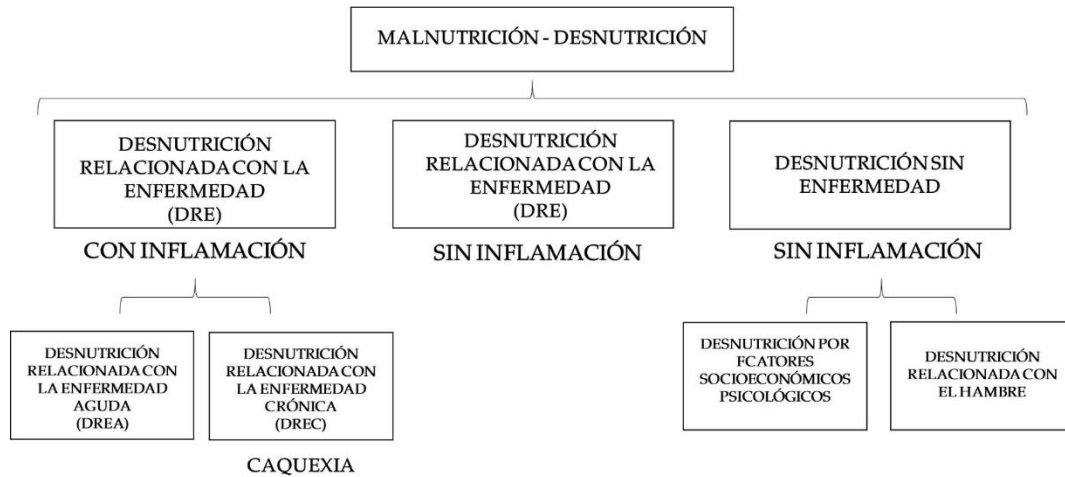 MALNUTRICIÓN - DESNUTRICIÓN
DESNUTRICIÓN
RELACIONADA CON LA
ENFERMEDAD
(DRE)
CON INFLAMACIÓN
DESNUTRICIÓN
RELACIONADA CON LA
ENFERMEDAD
(DRE)
SIN INFLAMACIÓN
DESNUTRICIÓN SIN
ENFERMEDAD
SIN INFLAMACIÓN
DESNUTRICIÓN
RELACIONADA CON
LA ENFERMEDAD
AGUDA
(DREA)
DESNUTRICIÓN
RELACIONADA CON
LA ENFERMEDAD
CRÓNICA
(DREC)
CAQUEXIA
DESNUTRICIÓN POR
FCATORES
SOCIOECONÓMICOS
PSICOLÓGICOS
DESNUTRICIÓN
RELACIONADA CON
EL HAMBRE